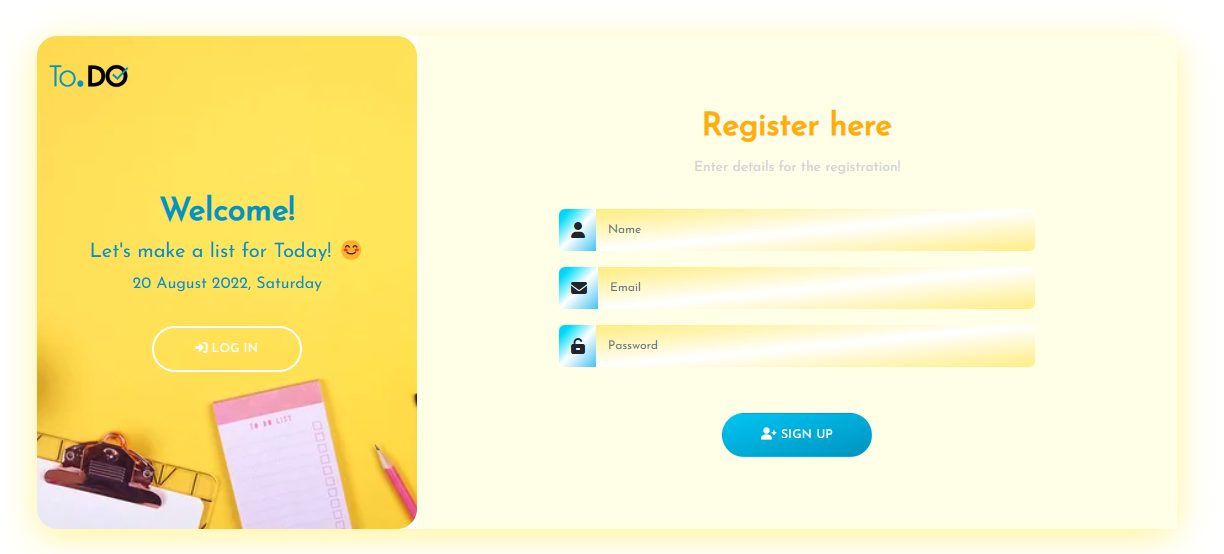 To.DO
Welcome!
Let's make a list for Today! 😊
20 August 2022, Saturday
LOG IN
TO DO LIST
Register here
Enter details for the registration!
Name
Email
Password
SIGN UP